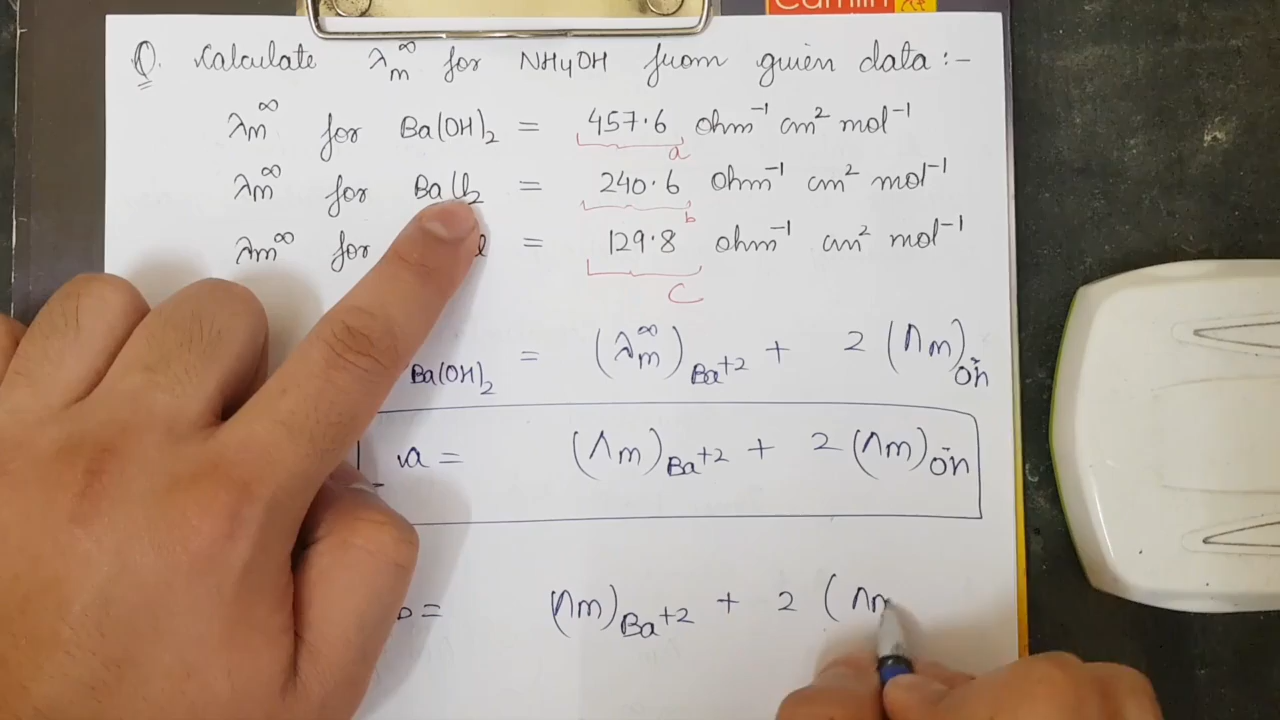 Camlin
Q. Calculate λm∞ for NH4OH from given data :-
λm∞ for Ba(OH)2 = 457.6 ohm-1 cm2 mol-1
a
λm∞ for BaCl2 = 240.6 ohm-1 cm2 mol-1
b
λm∞ for = 129.8 ohm-1 cm2 mol-1
c
Ba(OH)2 = (λm∞)Ba+2 + 2 (Λm)OH-
a = (Λm)Ba+2 + 2 (Λm)OH-
= (Λm)Ba+2 + 2 (Λm